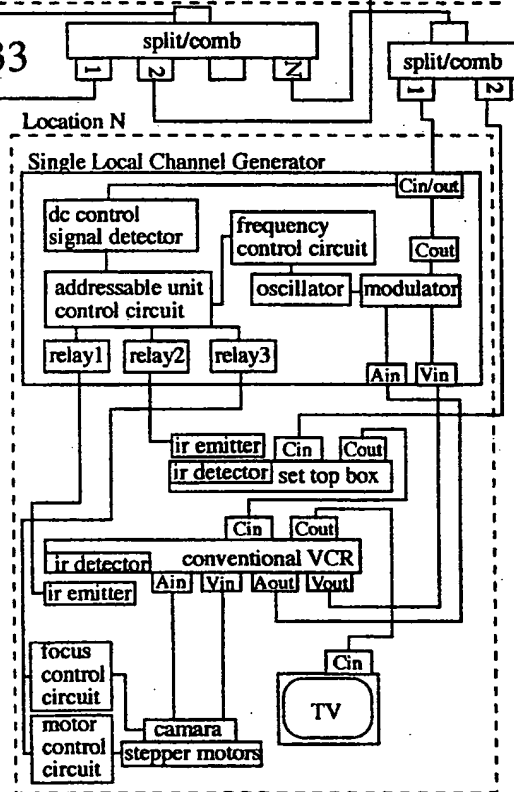 33
split/comb
1
2
N
split/comb
1
2
Location N
Single Local Channel Generator
Cin/out
dc control
signal detector
frequency
control circuit
Cout
addressable unit
control circuit
oscillator
modulator
relay1
relay2
relay3
Ain
Vin
ir emitter
Cin
Cout
ir detector
set top box
Cin
Cout
ir detector
conventional VCR
ir emitter
Ain
Vin
Aout
Vout
focus
control
circuit
Cin
TV
motor
control
circuit
camara
stepper motors